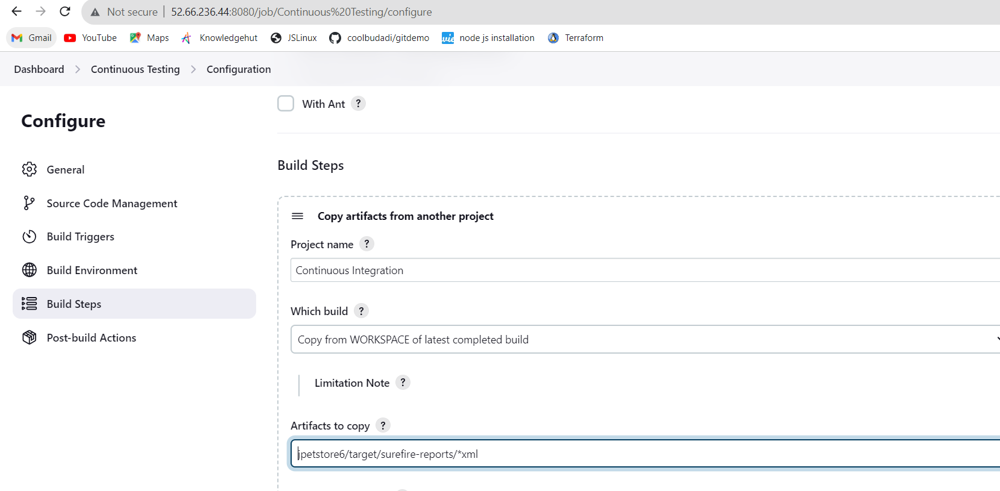 Not secure | 52.66.236.44:8080/job/Continuous%20Testing/configure
Gmail YouTube Maps Knowledgehut JSLinux coolbudadi/gitdemo node js installation Terraform
Dashboard > Continuous Testing > Configuration
With Ant ?
Configure
General
Source Code Management
Build Triggers
Build Environment
Build Steps
Post-build Actions
Build Steps
Copy artifacts from another project
Project name ?
Continuous Integration
Which build ?
Copy from WORKSPACE of latest completed build
Limitation Note ?
Artifacts to copy ?
jpetstore6/target/surefire-reports/*xml